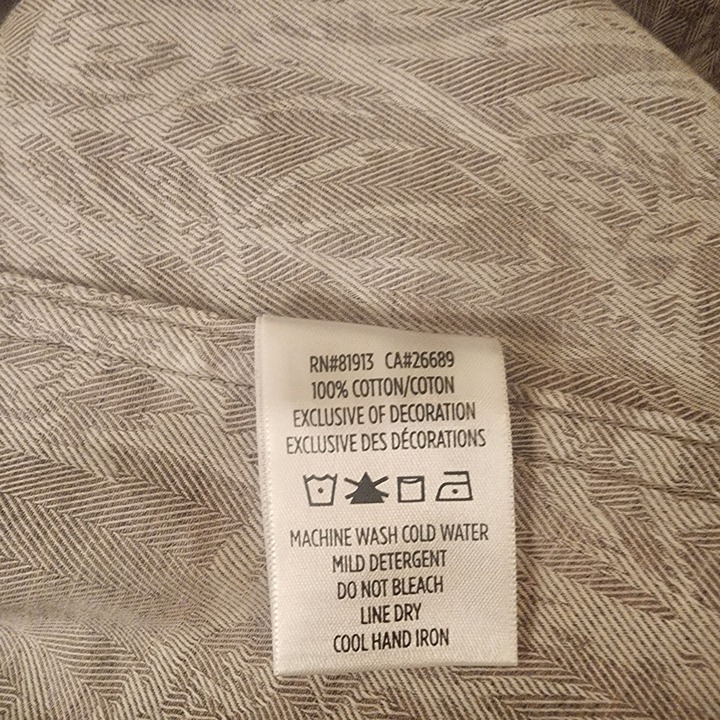 RN#81913 CA#26689
100% COTTON/COTON
EXCLUSIVE OF DECORATION
EXCLUSIVE DES DÉCORATIONS
MACHINE WASH COLD WATER
MILD DETERGENT
DO NOT BLEACH
LINE DRY
COOL HAND IRON